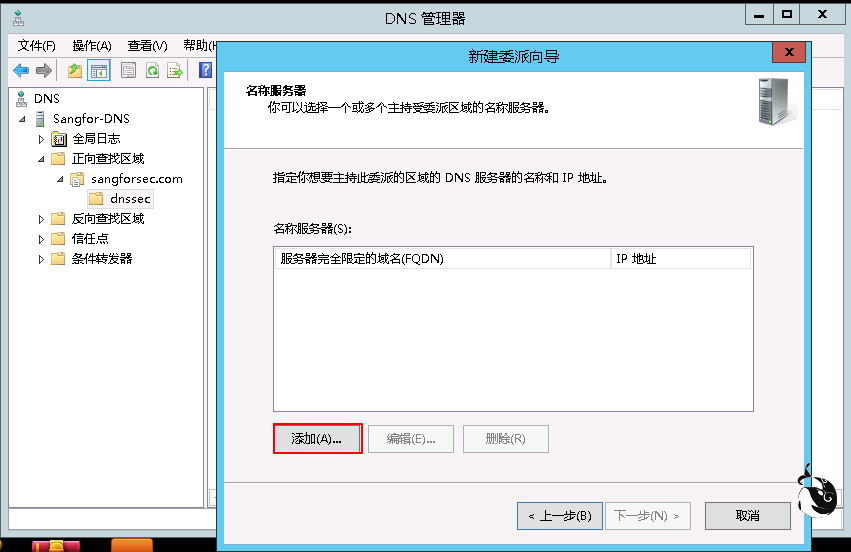 DNS 管理器
文件(F) 操作(A) 查看(V) 帮助(H
新建委派向导
x
名称服务器
你可以选择一个或多个主持受委派区域的名称服务器。
DNS
Sangfor-DNS
全局日志
正向查找区域
sangforsec.com
dnssec
反向查找区域
信任点
条件转发器
指定你想要主持此委派的区域的 DNS 服务器的名称和 IP 地址。
名称服务器(S):
服务器完全限定的域名(FQDN) IP 地址
添加(A)... 编辑(E)... 删除(R)
< 上一步(B) 下一步(N) > 取消